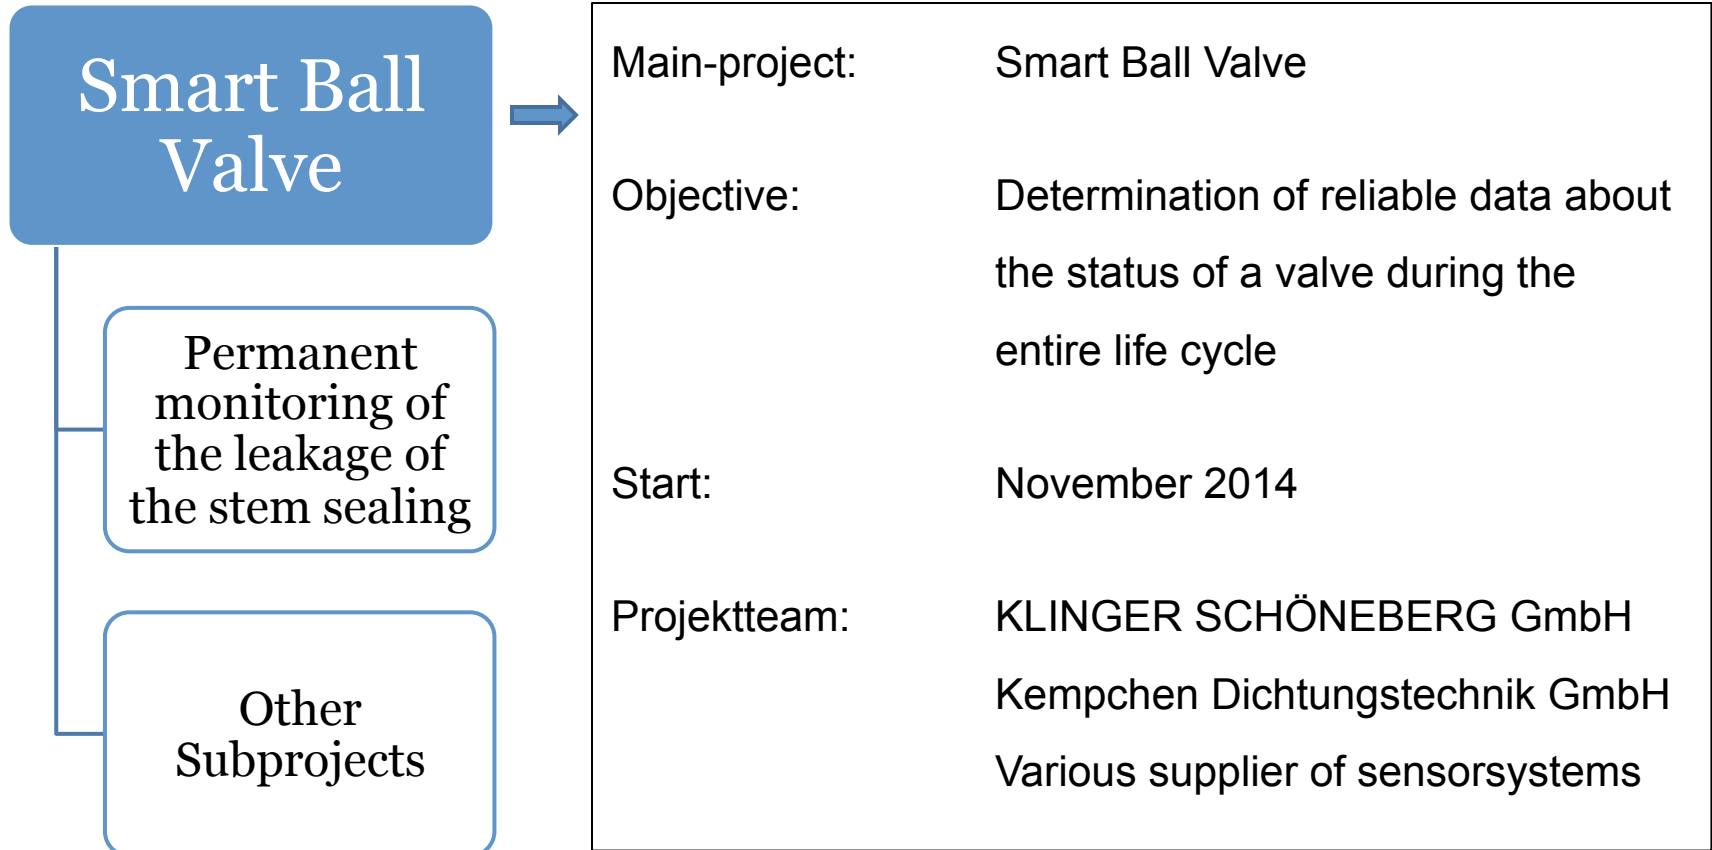 Smart Ball
Valve
Permanent
monitoring of
the leakage of
the stem sealing
Other
Subprojects
Main-project: Smart Ball Valve
Objective: Determination of reliable data about
the status of a valve during the
entire life cycle
Start: November 2014
Projektteam: KLINGER SCHÖNEBERG GmbH
Kempchen Dichtungstechnik GmbH
Various supplier of sensorsystems